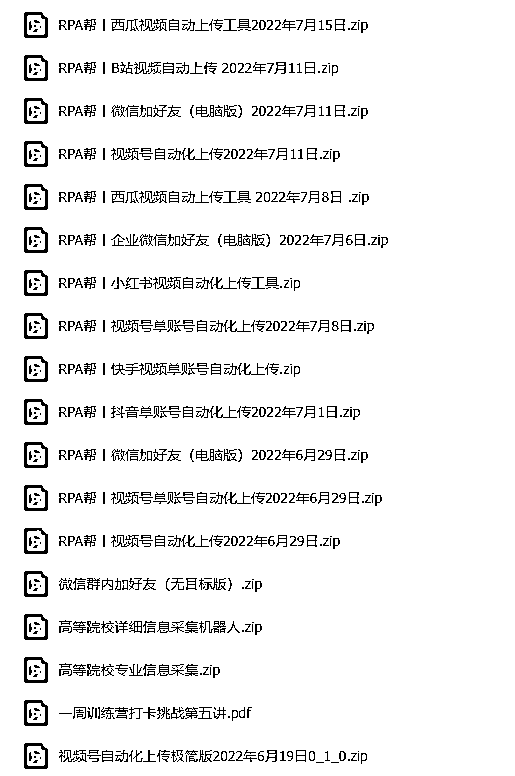 RPA帮丨西瓜视频自动上传工具2022年7月15日.zip
RPA帮丨B站视频自动上传 2022年7月11日.zip
RPA帮丨微信加好友（电脑版）2022年7月11日.zip
RPA帮丨视频号自动化上传2022年7月11日.zip
RPA帮丨西瓜视频自动上传工具 2022年7月8日 .zip
RPA帮丨企业微信加好友（电脑版）2022年7月6日.zip
RPA帮丨小红书视频自动化上传工具.zip
RPA帮丨视频号单账号自动化上传2022年7月8日.zip
RPA帮丨快手视频单账号自动化上传.zip
RPA帮丨抖音单账号自动化上传2022年7月1日.zip
RPA帮丨微信加好友（电脑版）2022年6月29日.zip
RPA帮丨视频号单账号自动化上传2022年6月29日.zip
RPA帮丨视频号自动化上传2022年6月29日.zip
微信群内加好友（无目标版）.zip
高等院校详细信息采集机器人.zip
高等院校专业信息采集.zip
一周训练营打卡挑战第五讲.pdf
视频号自动化上传极简版2022年6月19日0_1_0.zip